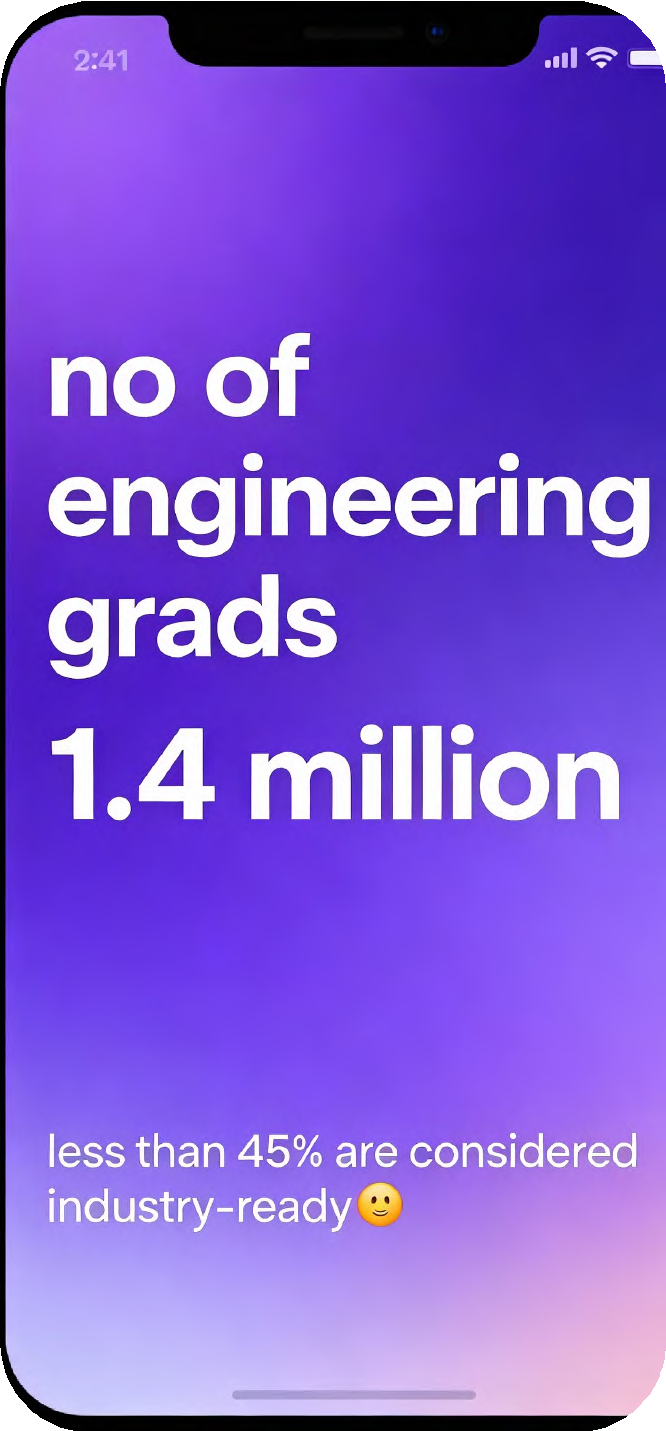 2:41
no of
engineering
grads
1.4 million
less than 45% are considered
industry-ready🙂